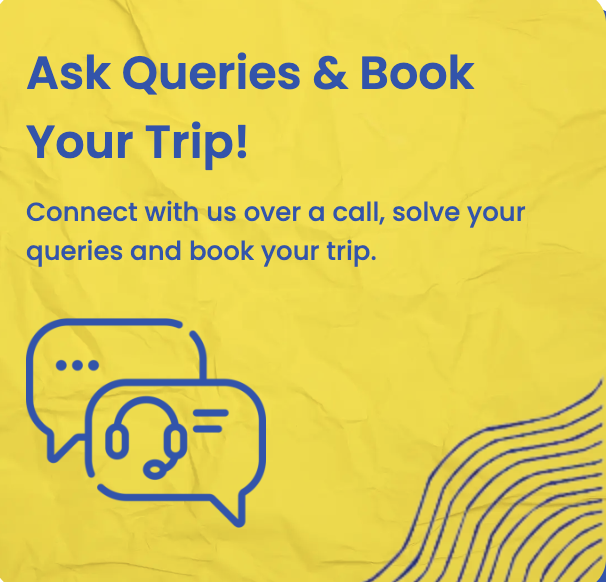 Ask Queries & Book
Your Trip!
Connect with us over a call, solve your
queries and book your trip.